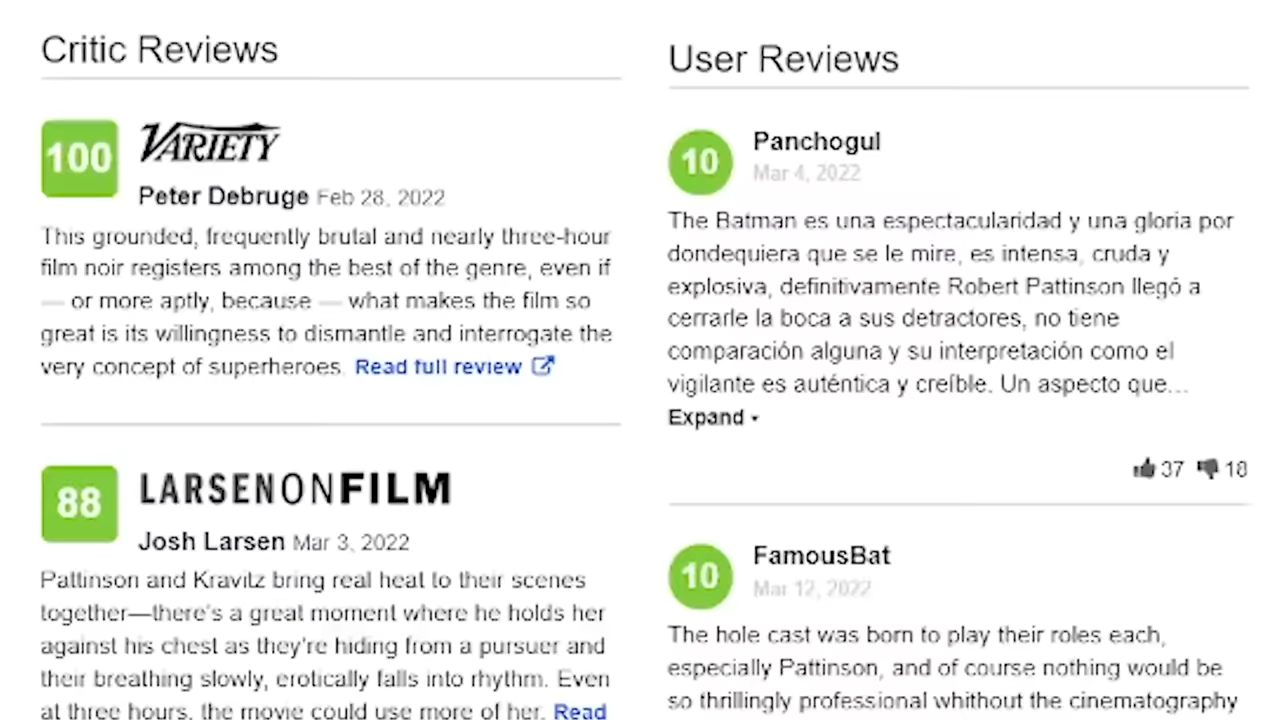 Critic Reviews
100
VARIETY
Peter Debruge Feb 28, 2022
This grounded, frequently brutal and nearly three-hour
film noir registers among the best of the genre, even if
— or more aptly, because — what makes the film so
great is its willingness to dismantle and interrogate the
very concept of superheroes. Read full review
88
LARSENONFILM
Josh Larsen Mar 3, 2022
Pattinson and Kravitz bring real heat to their scenes
together—there's a great moment where he holds her
against his chest as they're hiding from a pursuer and
their breathing slowly, erotically falls into rhythm. Even
at three hours, the movie could use more of her. Read
User Reviews
10
Panchogul
Mar 4, 2022
The Batman es una espectacularidad y una gloria por
dondequiera que se le mire, es intensa, cruda y
explosiva, definitivamente Robert Pattinson llegó a
cerrarle la boca a sus detractores, no tiene
comparación alguna y su interpretación como el
vigilante es auténtica y creíble. Un aspecto que...
Expand
37 18
10
FamousBat
Mar 12, 2022
The hole cast was born to play their roles each,
especially Pattinson, and of course nothing would be
so thrillingly professional whithout the cinematography